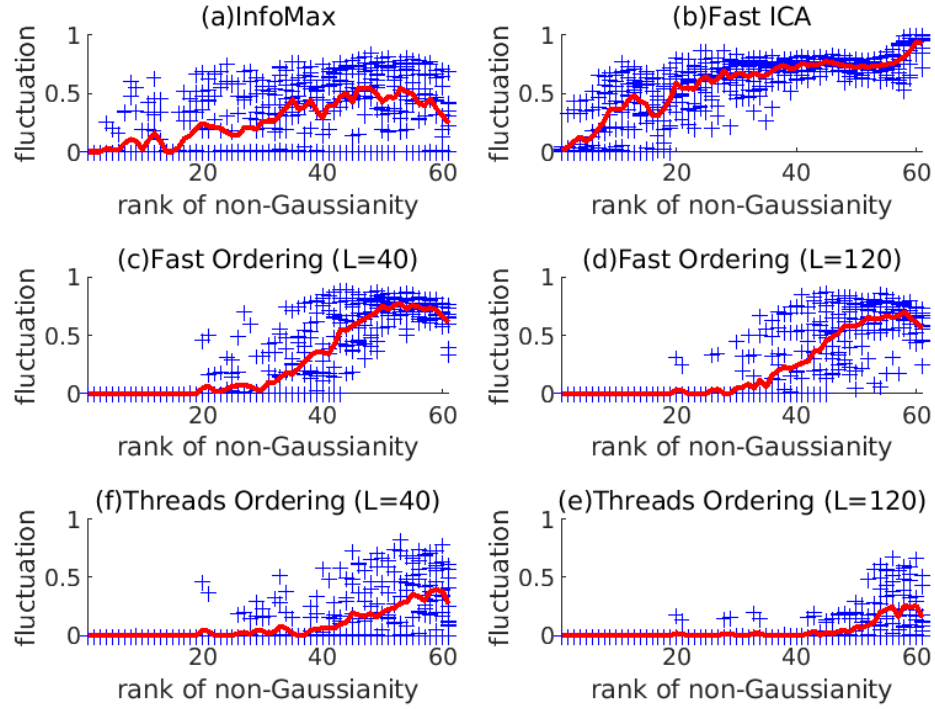 (a)InfoMax
1
0.5
0
20
40
60
fluctuation
rank of non-Gaussianity
(b)Fast ICA
1
0.5
0
20
40
60
fluctuation
rank of non-Gaussianity
(c)Fast Ordering (L=40)
1
0.5
0
20
40
60
fluctuation
rank of non-Gaussianity
(d)Fast Ordering (L=120)
1
0.5
0
20
40
60
fluctuation
rank of non-Gaussianity
(f)Threads Ordering (L=40)
1
0.5
0
20
40
60
fluctuation
rank of non-Gaussianity
(e)Threads Ordering (L=120)
1
0.5
0
20
40
60
fluctuation
rank of non-Gaussianity